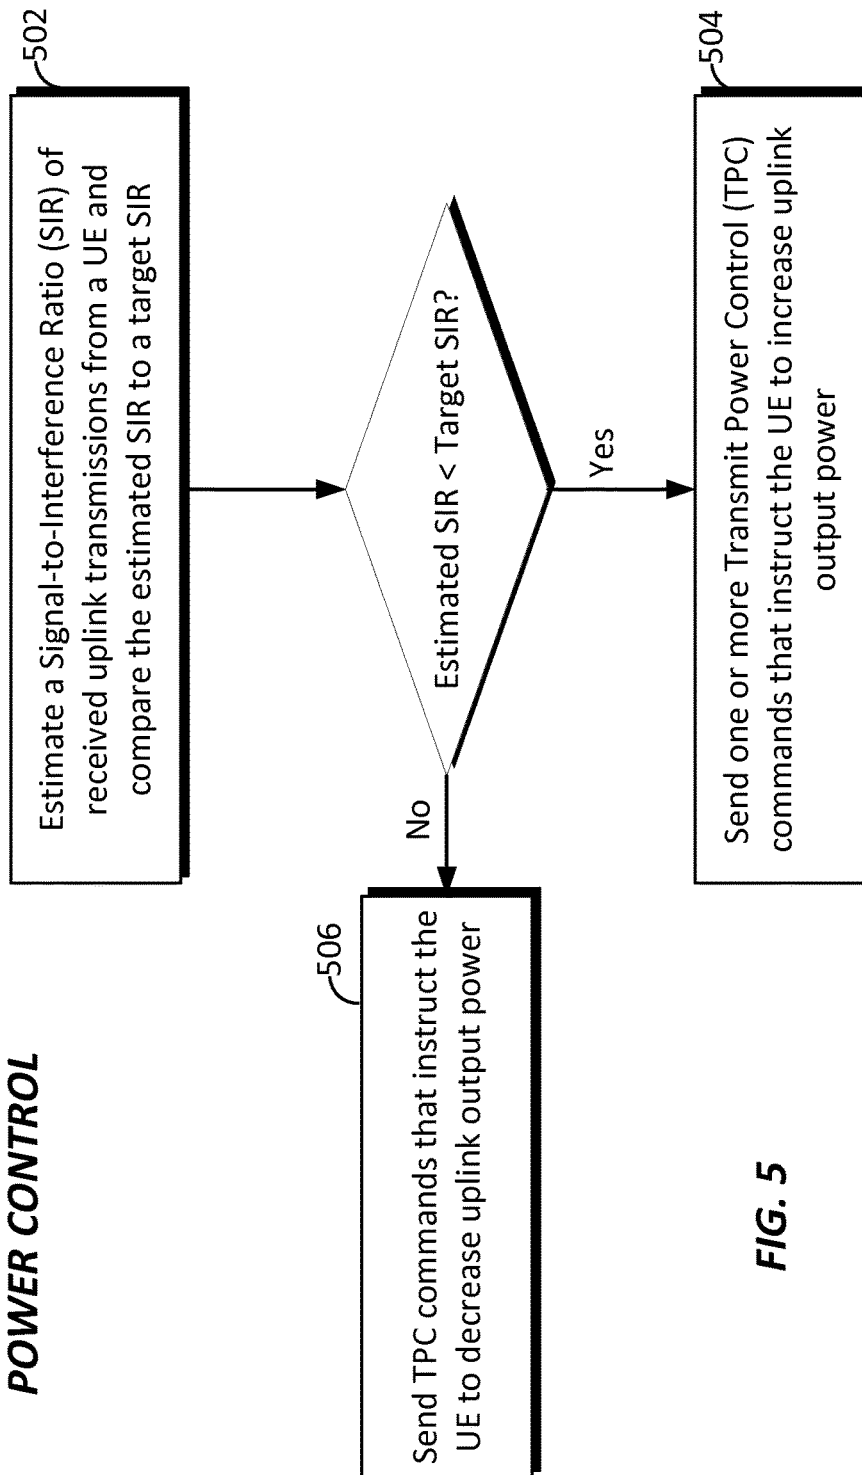 POWER CONTROL
502
Estimate a Signal-to-Interference Ratio (SIR) of
received uplink transmissions from a UE and
compare the estimated SIR to a target SIR
Estimated SIR < Target SIR?
No
Yes
506
Send TPC commands that instruct the
UE to decrease uplink output power
504
Send one or more Transmit Power Control (TPC)
commands that instruct the UE to increase uplink
output power
FIG. 5